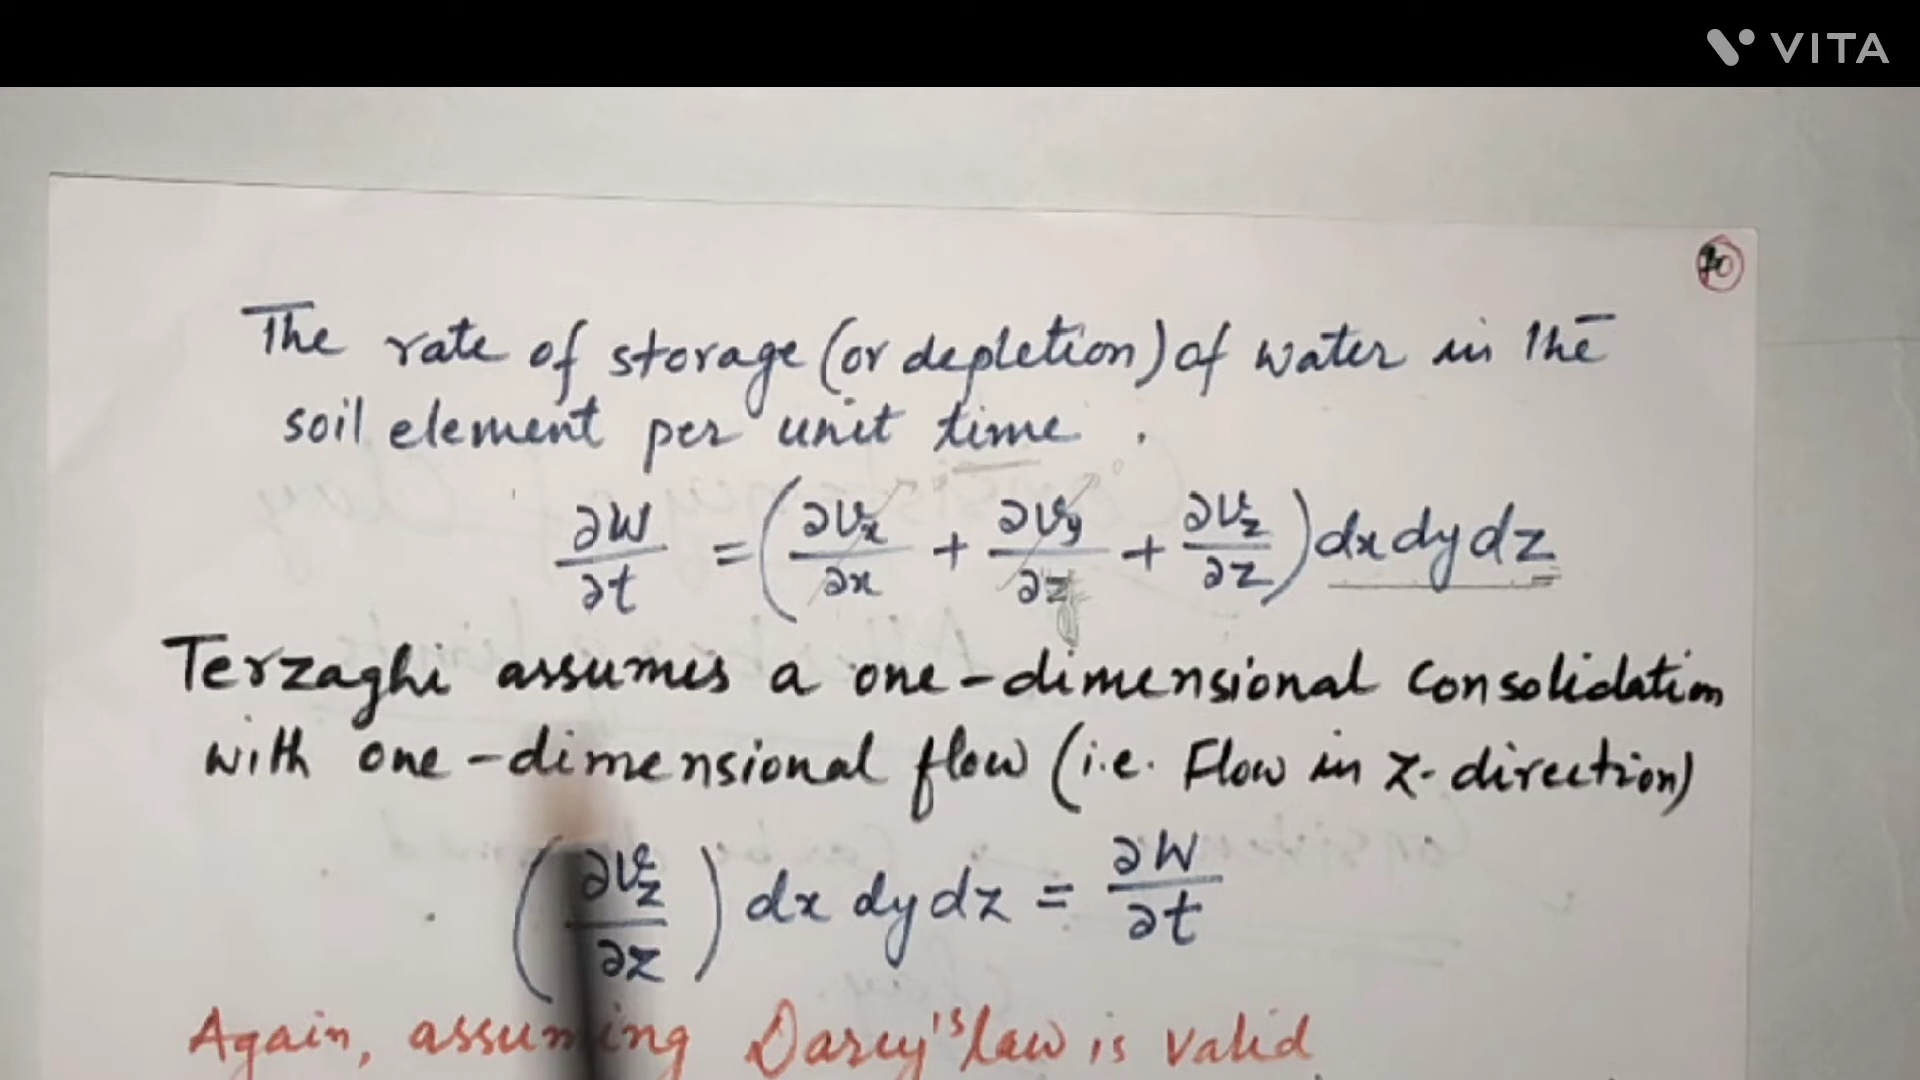 VITA
The rate of storage (or depletion) of water in the
soil element per unit time.
∂W/∂t = (∂vx/∂x + ∂vy/∂z + ∂vz/∂z) dx dy dz
Terzaghi assumes a one-dimensional consolidation
with one-dimensional flow (i.e. Flow in z-direction)
(∂vz/∂z) dx dy dz = ∂W/∂t
Again, assuming Darcy's law is valid